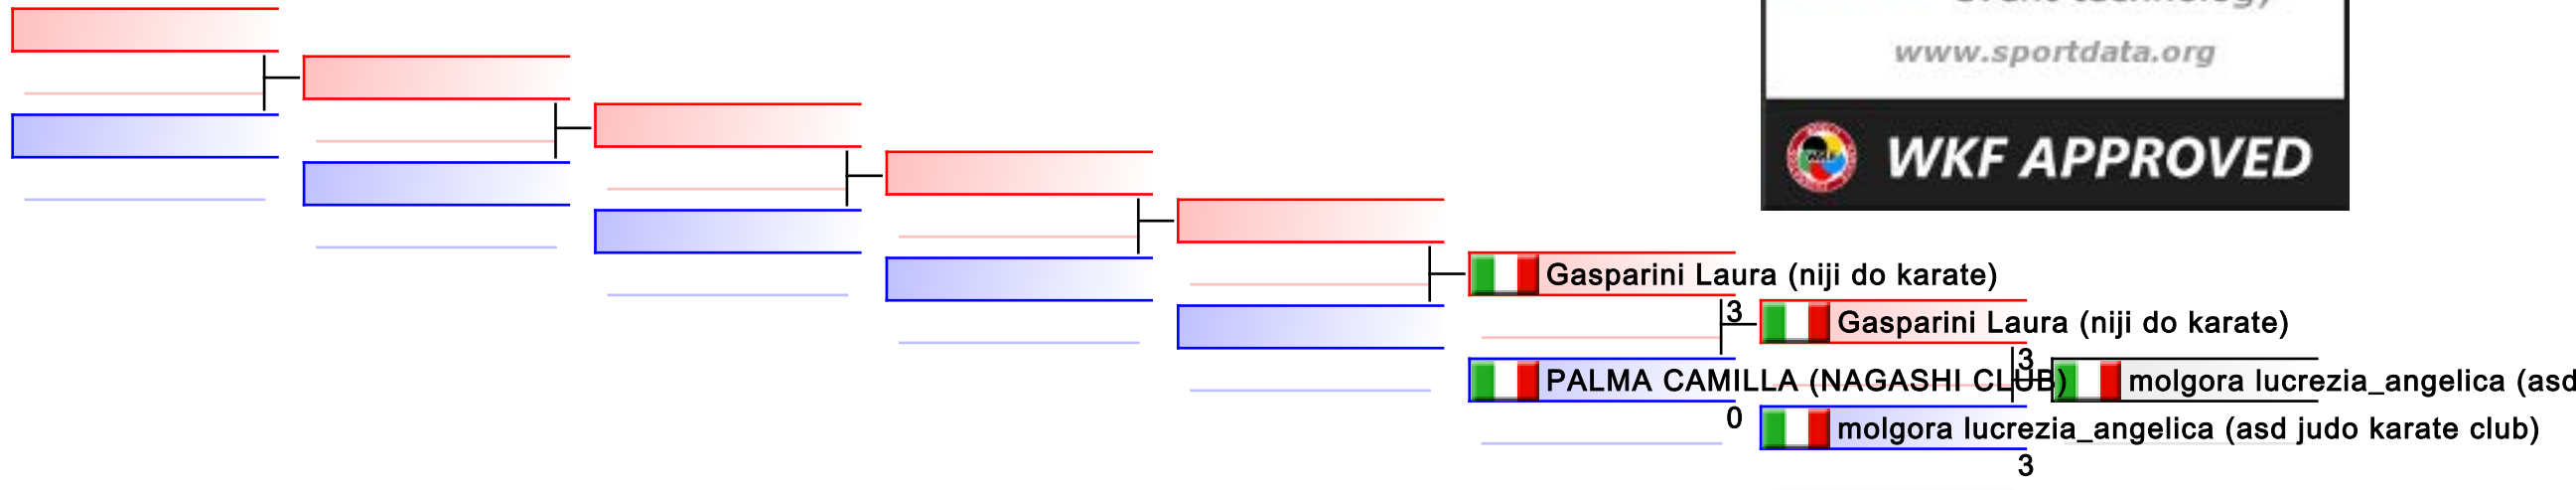 www.sportdata.org
WKF APPROVED
Gasparini Laura (niji do karate)
3
Gasparini Laura (niji do karate)
3
PALMA CAMILLA (NAGASHI CLUB)
molgora lucrezia_angelica (asd
0
molgora lucrezia_angelica (asd judo karate club)
3